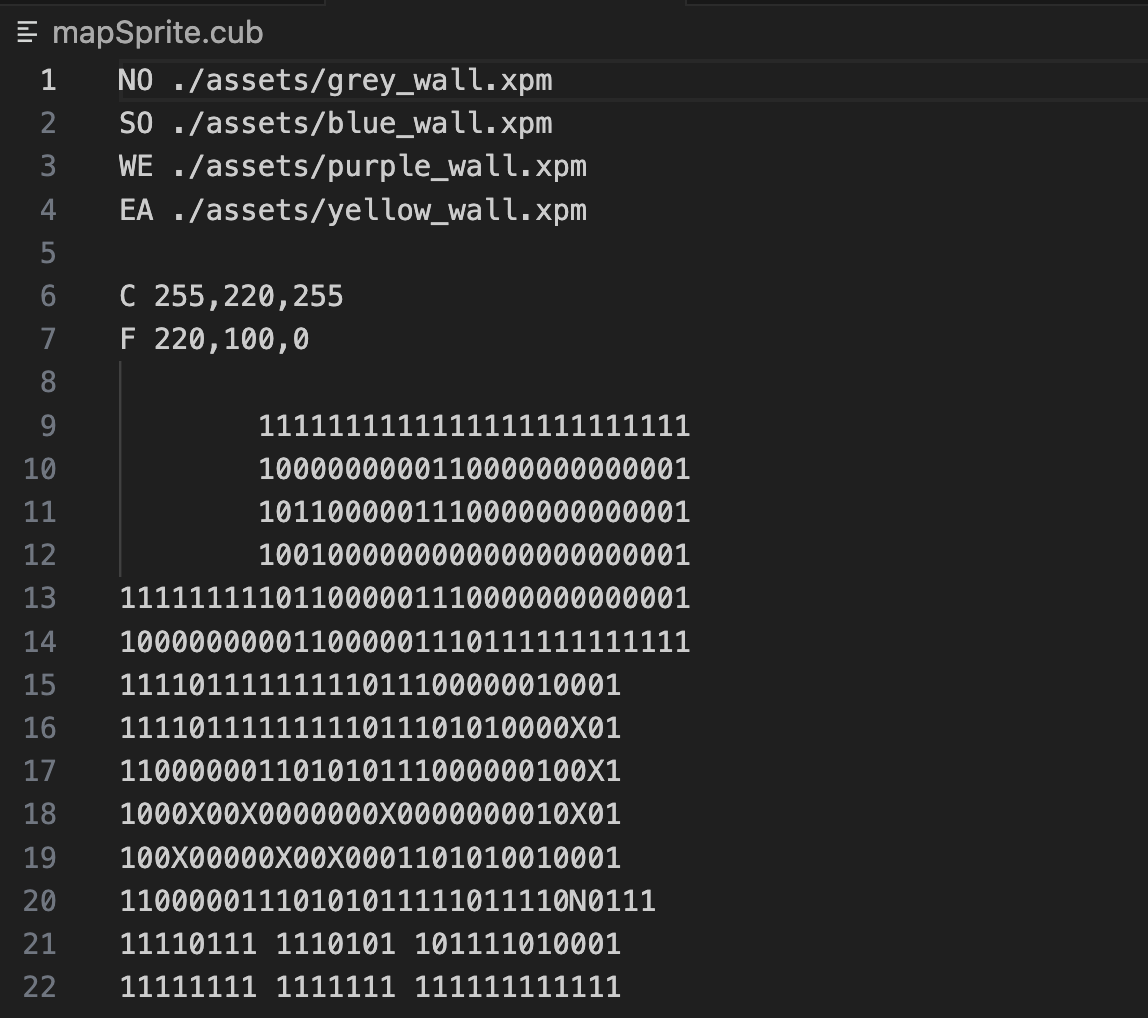 mapSprite.cub
1 NO ./assets/grey_wall.xpm
2 SO ./assets/blue_wall.xpm
3 WE ./assets/purple_wall.xpm
4 EA ./assets/yellow_wall.xpm
5
6 C 255,220,255
7 F 220,100,0
8
9         1111111111111111111111111
10         1000000000110000000000001
11         1011000001110000000000001
12         1001000000000000000000001
13 111111111011000001110000000000001
14 100000000011000001110111111111111
15 11110111111111011100000010001
16 11110111111111011101010000X01
17 110000001101010111000000100X1
18 1000X00X0000000X0000000010X01
19 100X00000X00X0001101010010001
20 11000001110101011111011110N0111
21 11110111 1110101 101111010001
22 11111111 1111111 111111111111